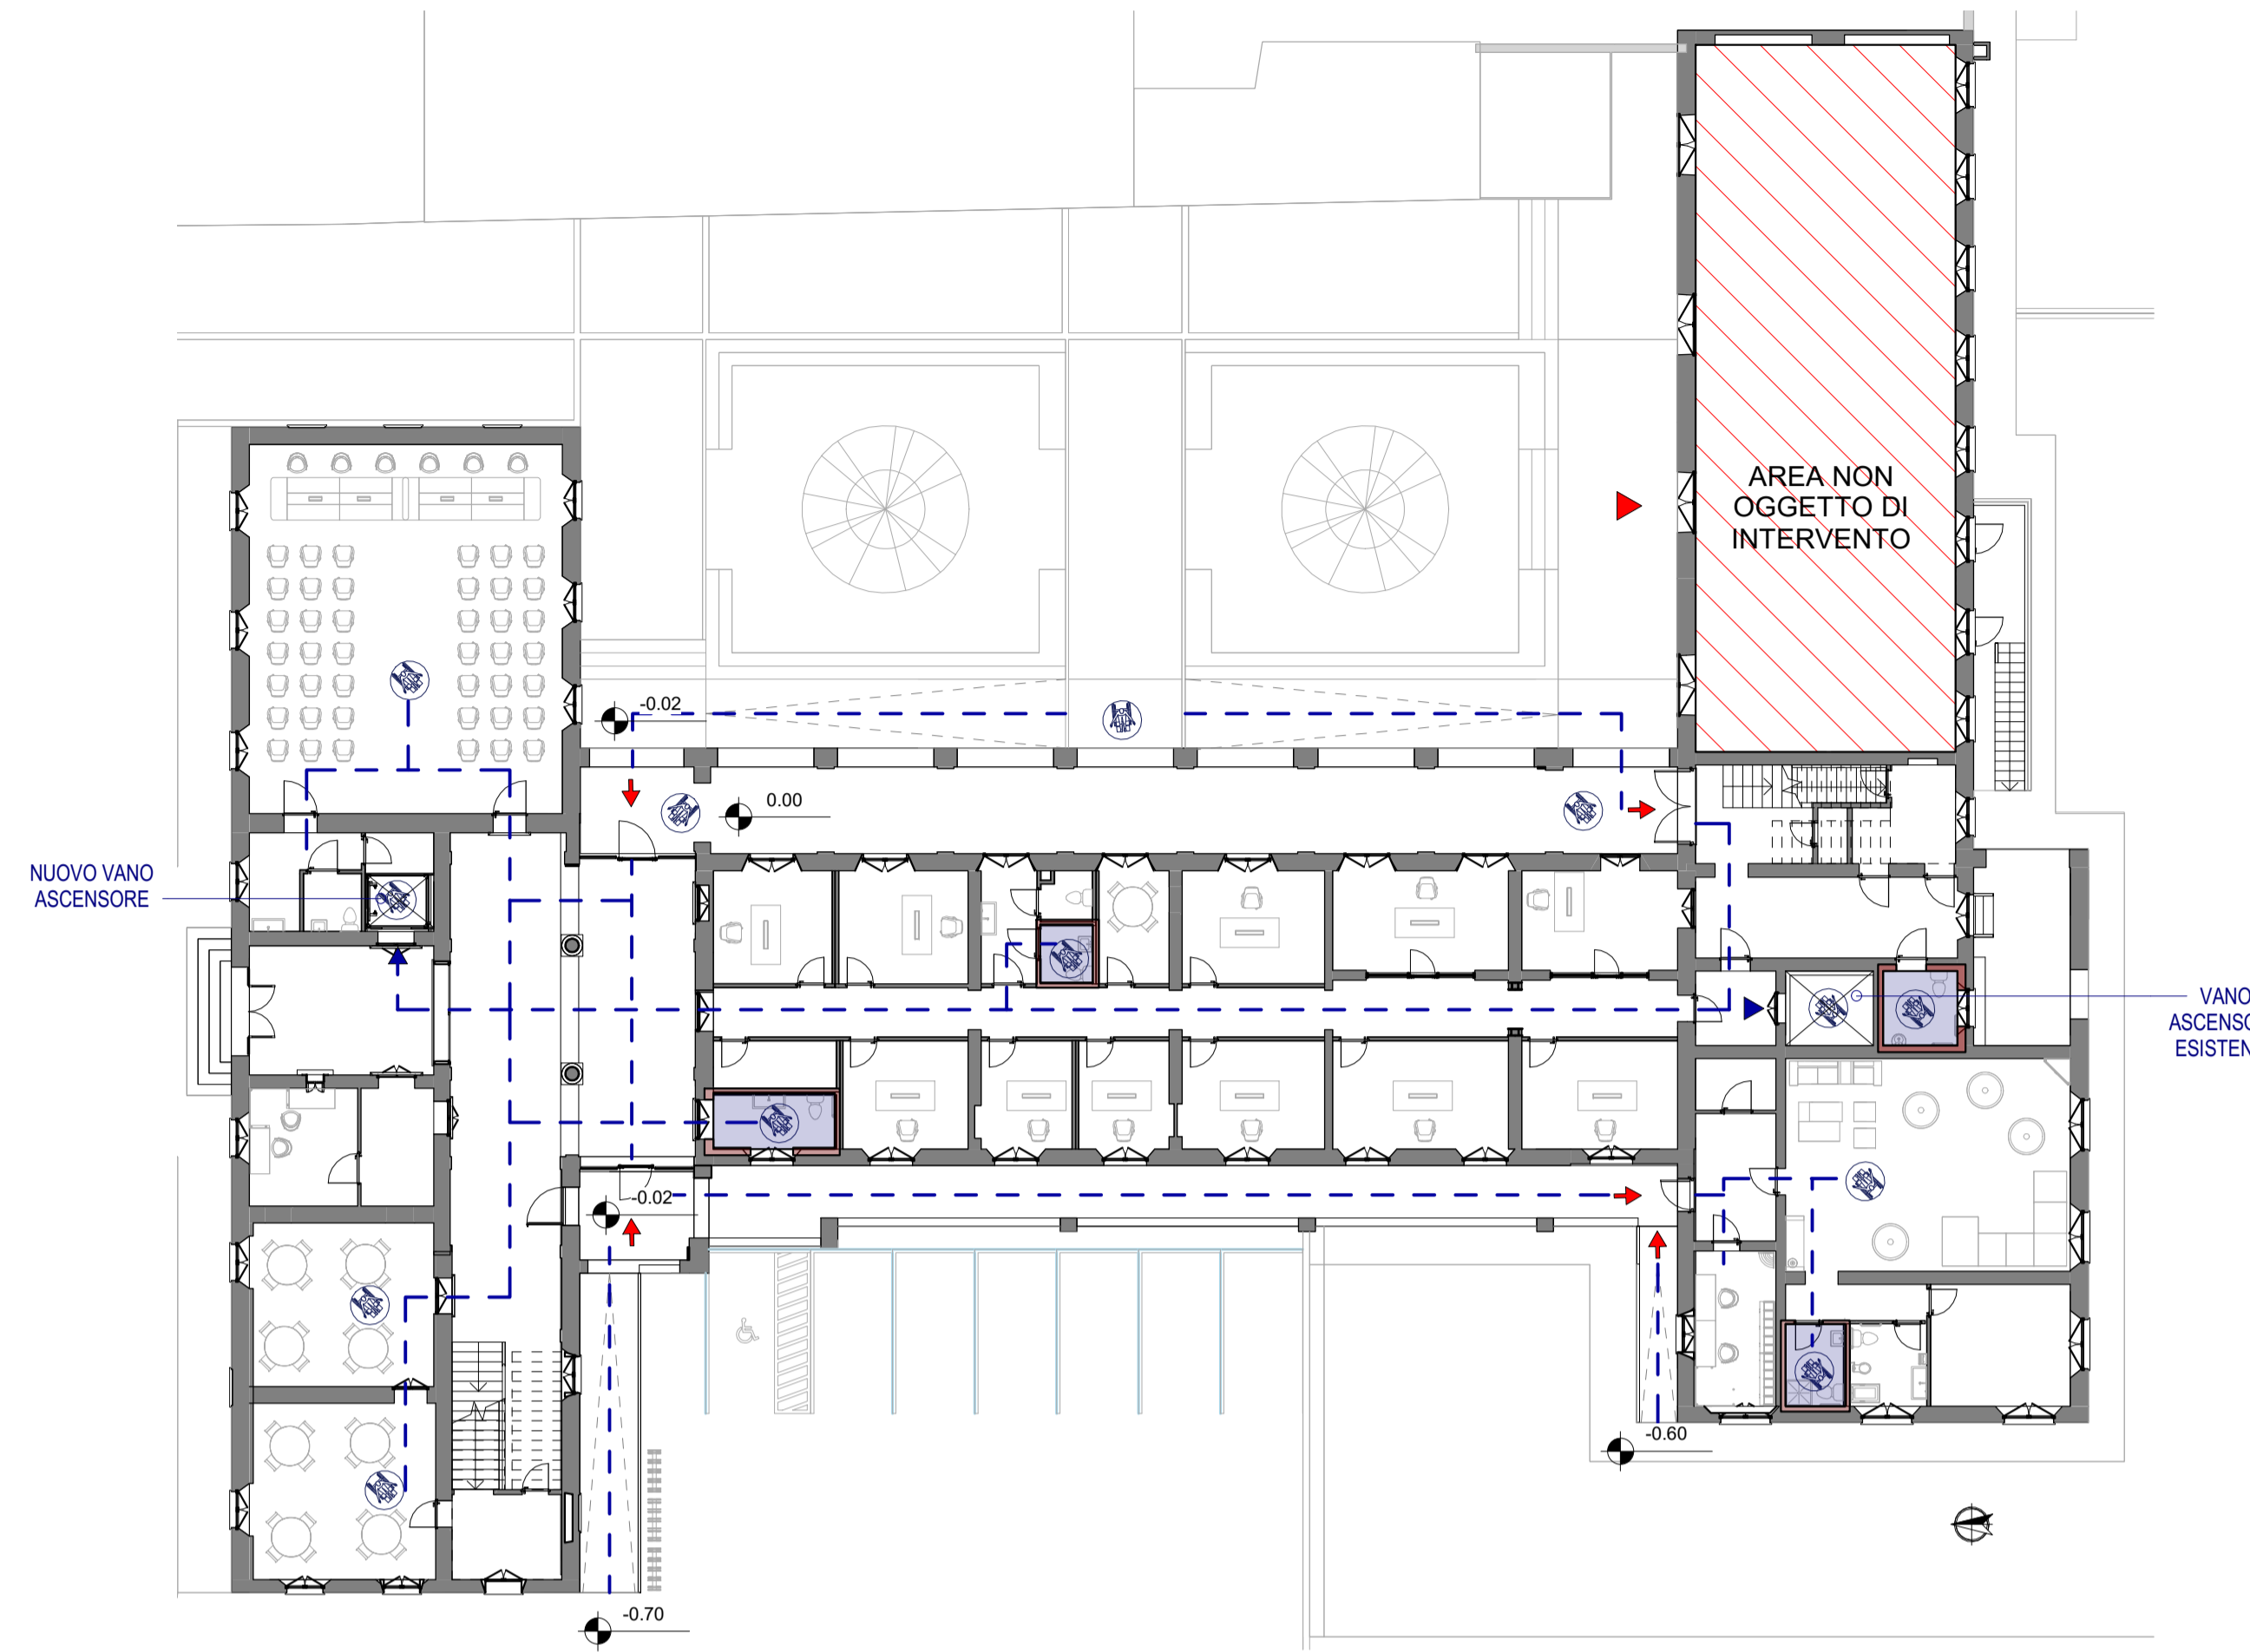 AREA NON
OGGETTO DI
INTERVENTO
-0.02
0.00
NUOVO VANO
ASCENSORE
VANO
ASCENSO
ESISTEN
-0.02
-0.60
-0.70